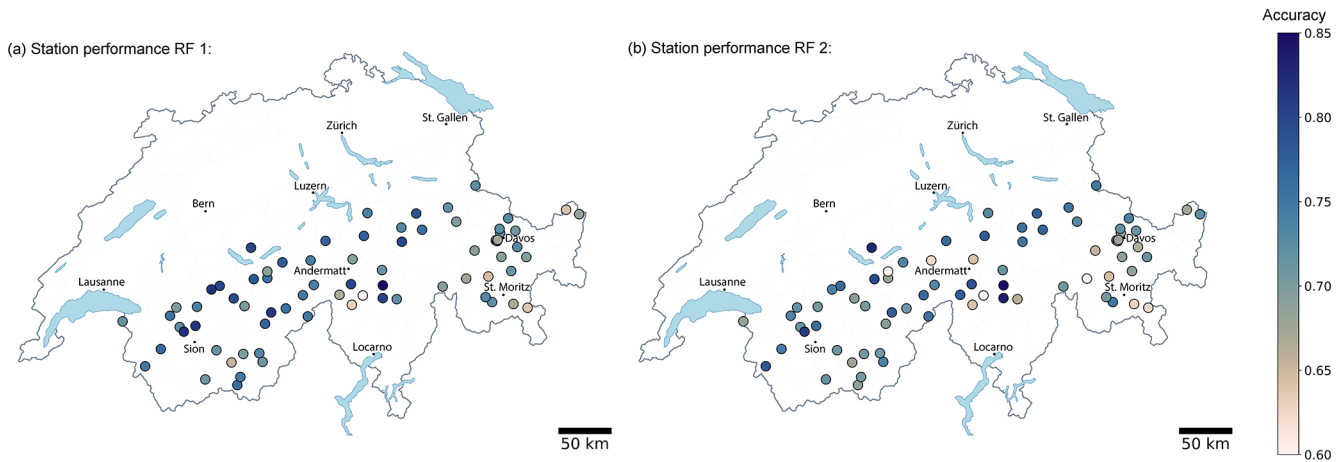 Accuracy
(a) Station performance RF 1:
(b) Station performance RF 2:
0.85
0.80
0.75
0.70
0.65
0.60
St. Gallen
Zürich
Luzern
Bern
Davos
Andermatt
Lausanne
St. Moritz
Sion
Locarno
50 km
St. Gallen
Zürich
Luzern
Bern
Davos
Andermatt
Lausanne
St. Moritz
Sion
Locarno
50 km